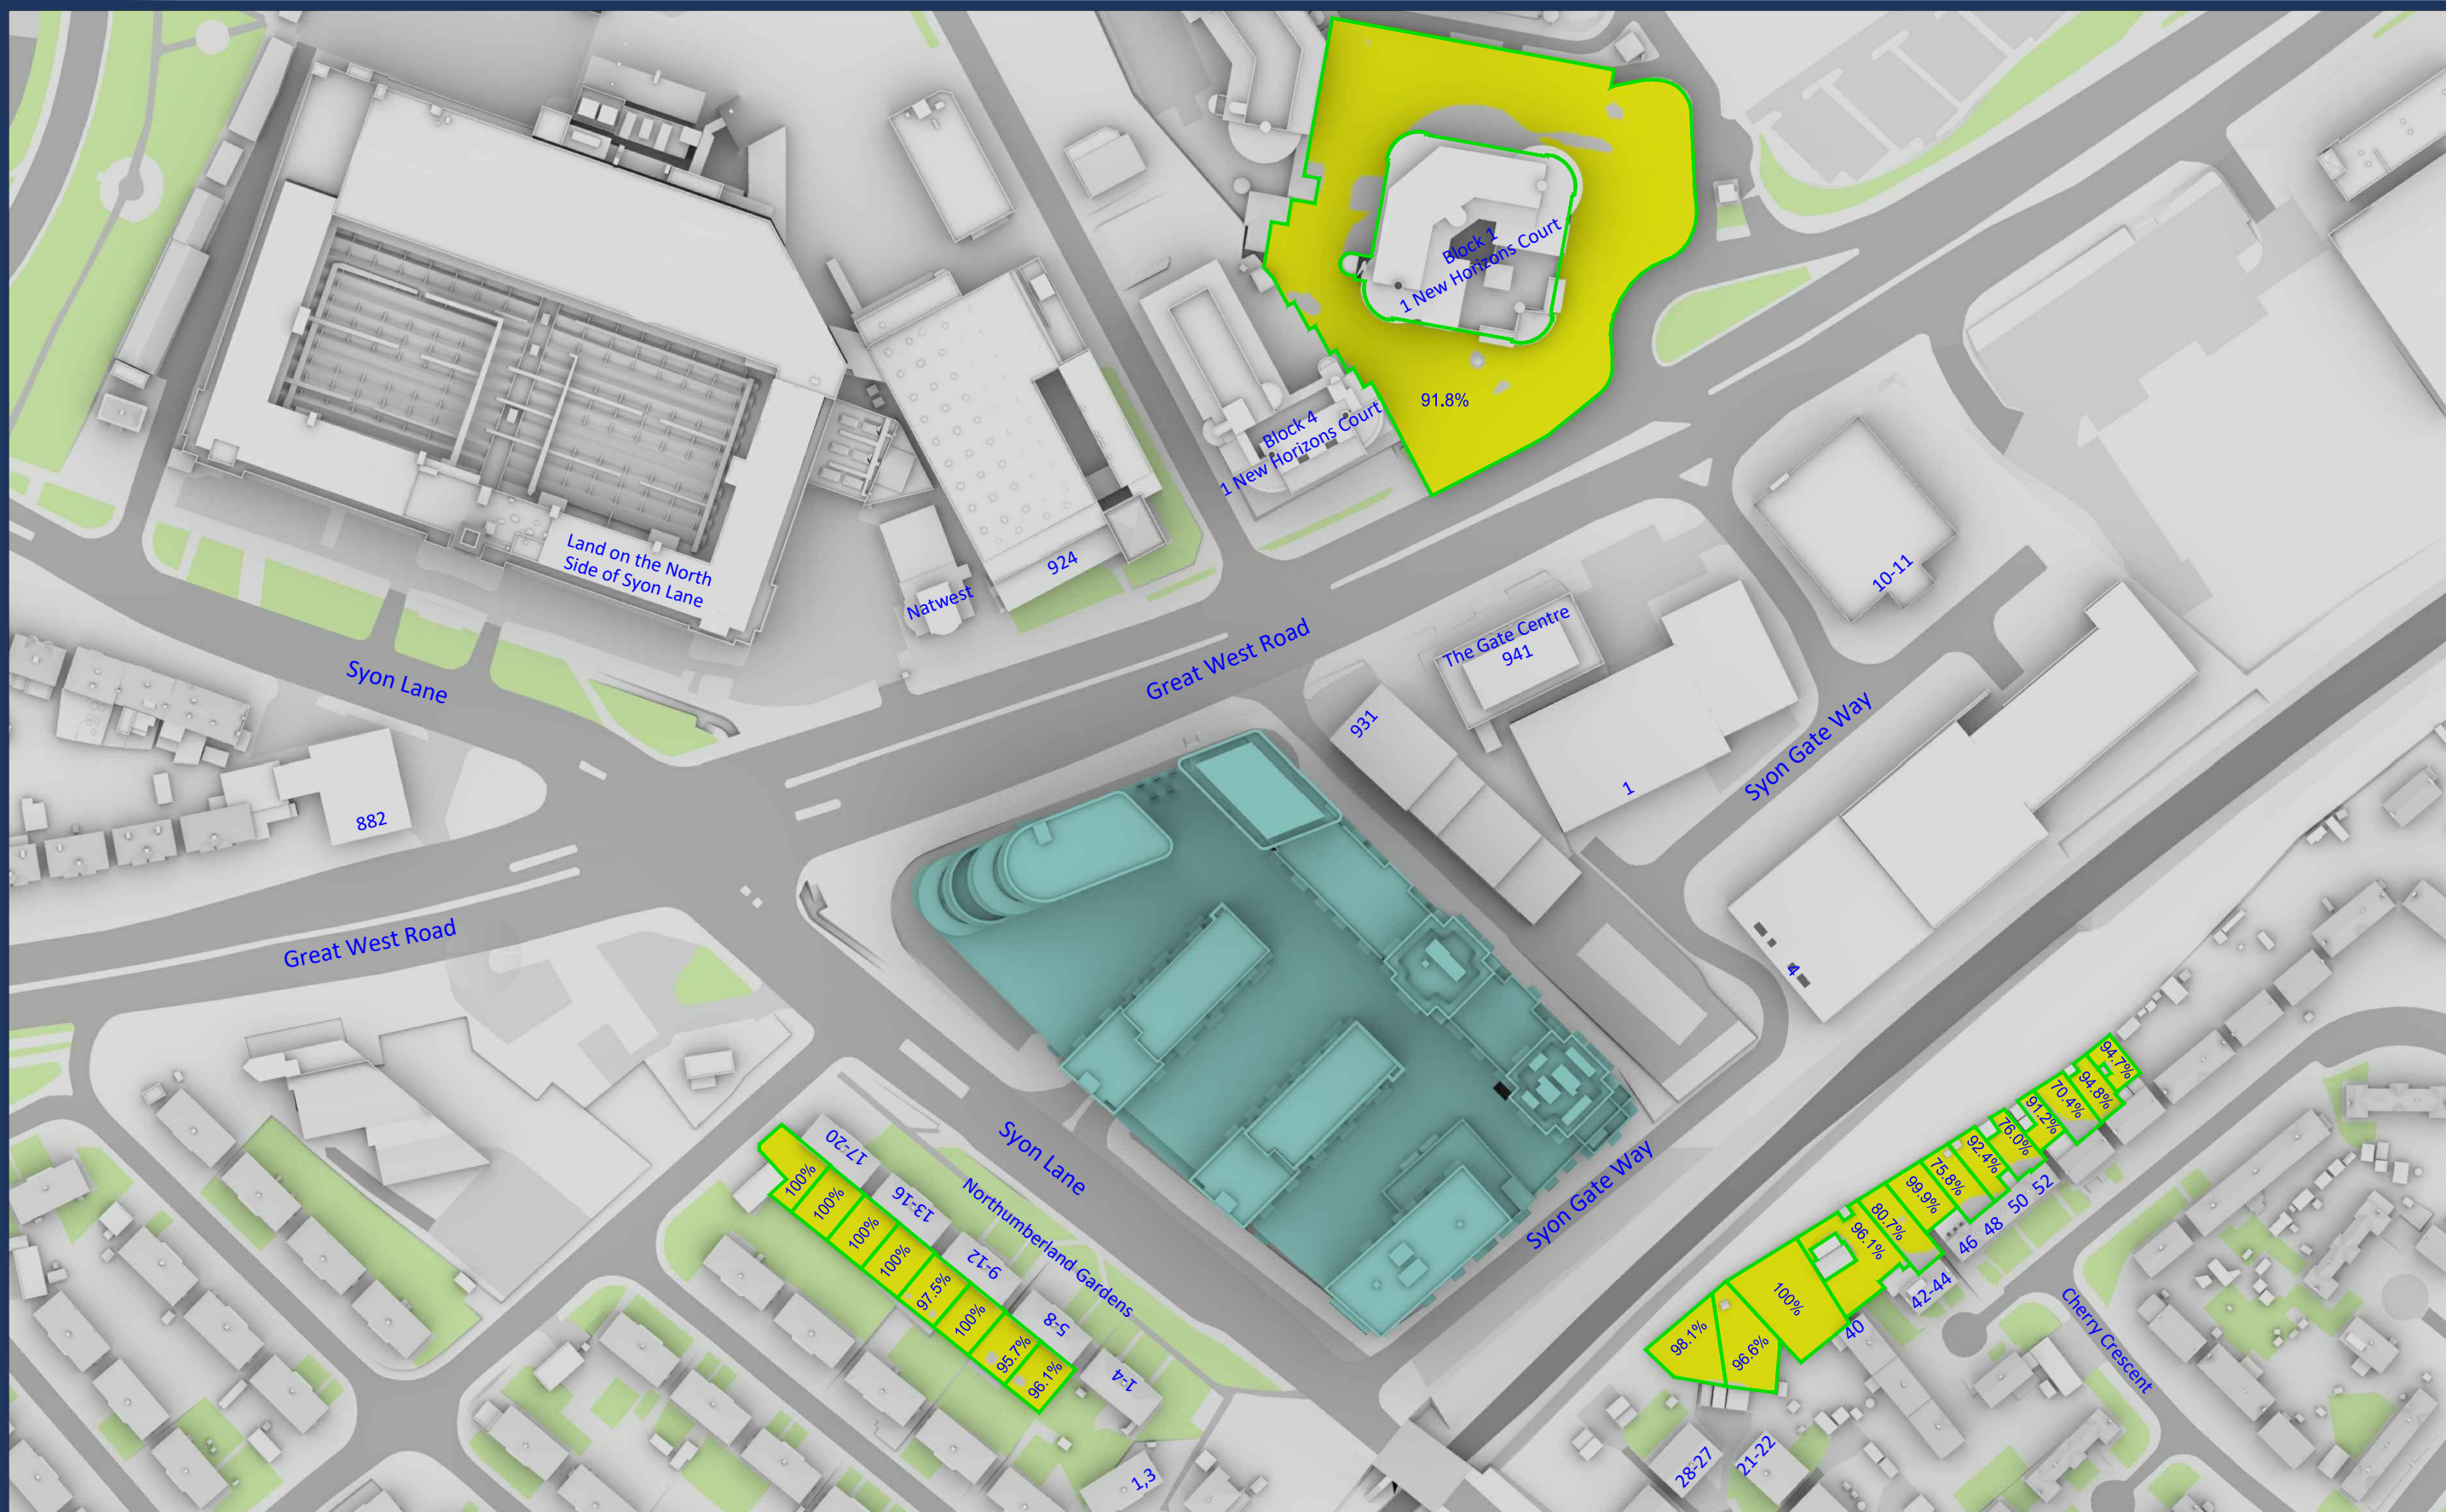 Block 1
1 New Horizons Court
91.8%
Block 4
1 New Horizons Court
Land on the North
Side of Syon Lane
924
Natwest
10-11
The Gate Centre
941
Great West Road
Syon Lane
931
1
Syon Gate Way
882
Great West Road
4
Syon Lane
Northumberland Gardens
17-20
13-16
9-12
5-8
1-4
1,3
100%
100%
100%
100%
97.5%
100%
95.7%
96.1%
Syon Gate Way
94.7%
94.8%
70.4%
91.2%
76.0%
92.4%
75.8%
99.9%
80.7%
96.1%
100%
96.6%
98.1%
52
50
48
46
42-44
40
Cherry Crescent
28-27
21-22